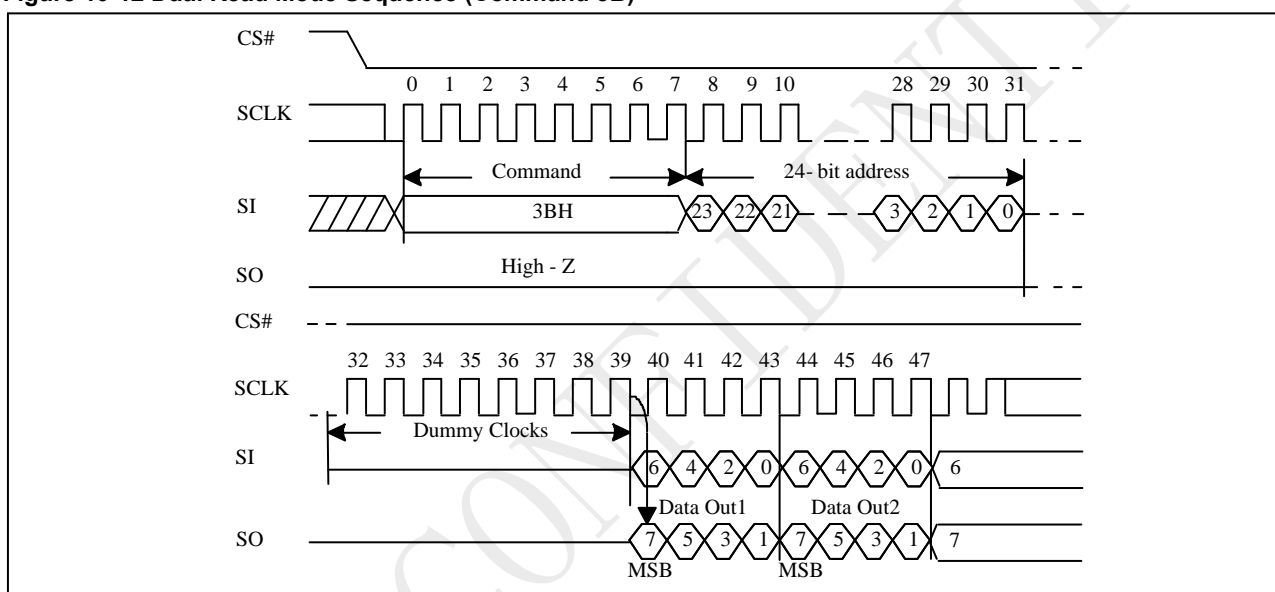 Figure 10-12 Dual Read Mode Sequence (Command 3B)
CS#
0 1 2 3 4 5 6 7 8 9 10 28 29 30 31
SCLK
Command 24- bit address
SI 3BH 23 22 21 3 2 1 0
High - Z
SO
CS#
32 33 34 35 36 37 38 39 40 41 42 43 44 45 46 47
SCLK
Dummy Clocks
SI 6 4 2 0 6 4 2 0 6
Data Out1 Data Out2
SO 7 5 3 1 7 5 3 1 7
MSB MSB
CONFIDENT